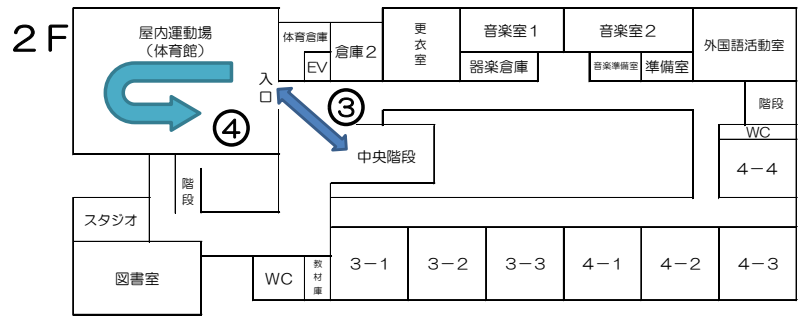 ２Ｆ
屋内運動場
（体育館）
体育倉庫
EV
倉庫２
更衣室
音楽室１
音楽室２
外国語活動室
器楽倉庫
音楽準備室
準備室
入口
③
④
階段
中央階段
WC
４－４
階段
スタジオ
図書室
WC
教材庫
３－１
３－２
３－３
４－１
４－２
４－３